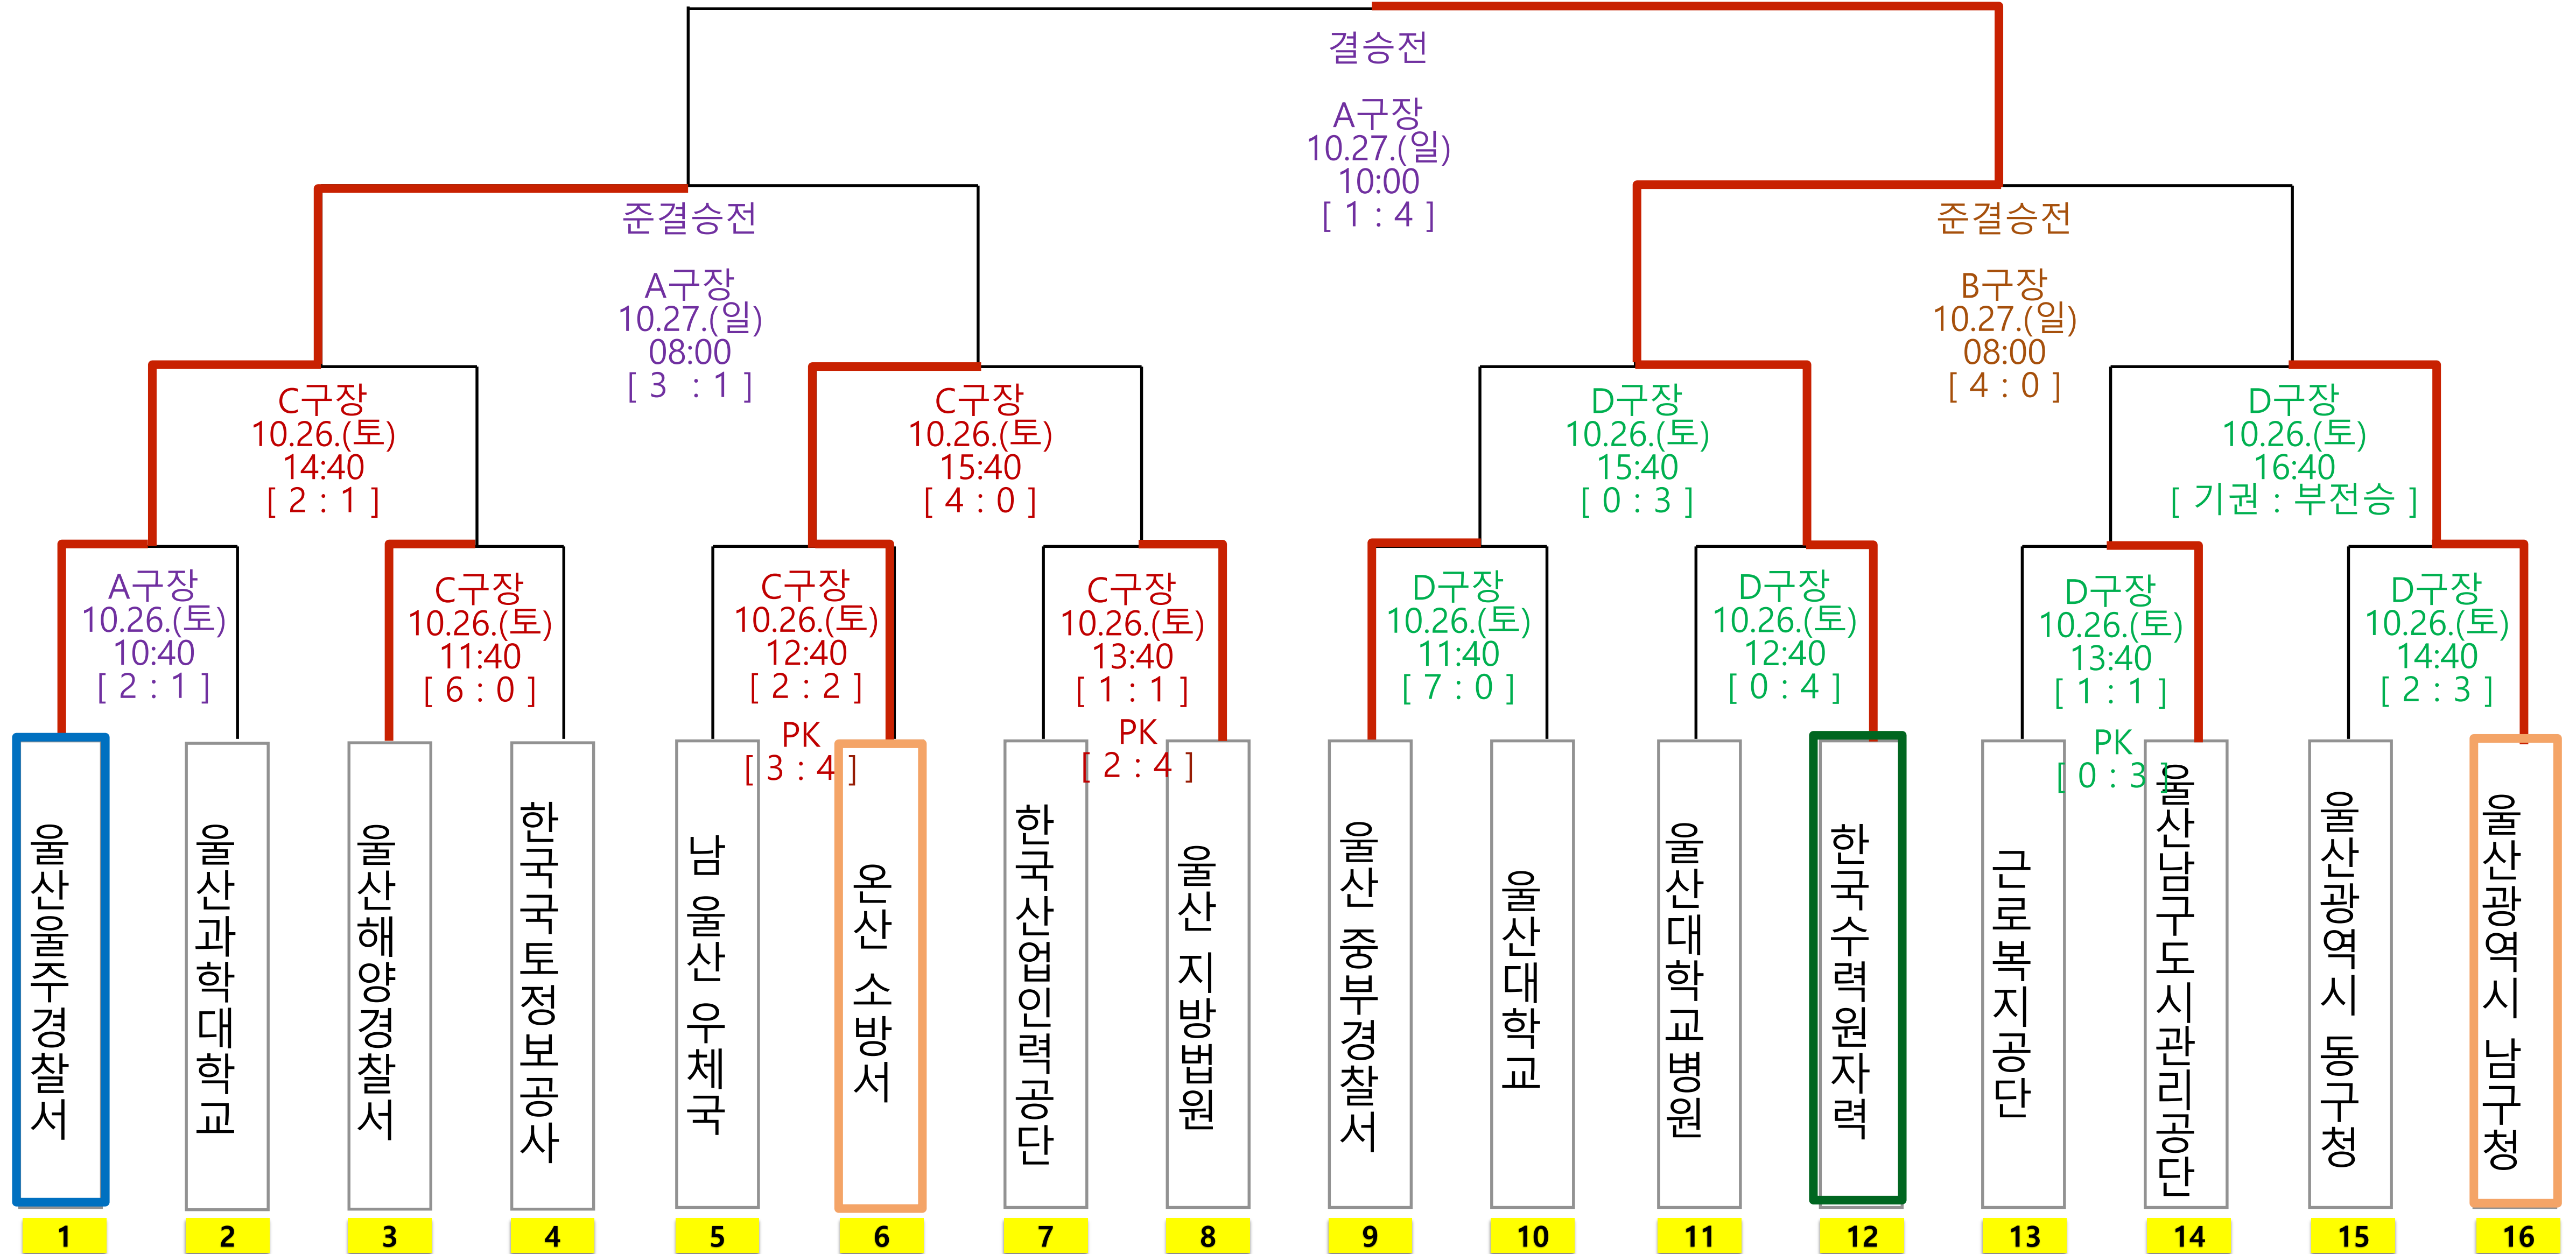 결승전
A구장
10.27.(일)
10:00
[ 1 : 4 ]
준결승전
A구장
10.27.(일)
08:00
[ 3 : 1 ]
준결승전
B구장
10.27.(일)
08:00
[ 4 : 0 ]
C구장
10.26.(토)
14:40
[ 2 : 1 ]
C구장
10.26.(토)
15:40
[ 4 : 0 ]
D구장
10.26.(토)
15:40
[ 0 : 3 ]
D구장
10.26.(토)
16:40
[ 기권 : 부전승 ]
A구장
10.26.(토)
10:40
[ 2 : 1 ]
C구장
10.26.(토)
11:40
[ 6 : 0 ]
C구장
10.26.(토)
12:40
[ 2 : 2 ]
PK
[ 3 : 4 ]
C구장
10.26.(토)
13:40
[ 1 : 1 ]
PK
[ 2 : 4 ]
D구장
10.26.(토)
11:40
[ 7 : 0 ]
D구장
10.26.(토)
12:40
[ 0 : 4 ]
D구장
10.26.(토)
13:40
[ 1 : 1 ]
PK
[ 0 : 3 ]
D구장
10.26.(토)
14:40
[ 2 : 3 ]
울산울주경찰서
울산과학대학교
울산해양경찰서
한국국토정보공사
남 울산 우체국
온산 소방서
한국산업인력공단
울산 지방법원
울산 중부경찰서
울산대학교
울산대학교병원
한국수력원자력
근로복지공단
울산남구도시관리공단
울산광역시 동구청
울산광역시 남구청
1
2
3
4
5
6
7
8
9
10
11
12
13
14
15
16